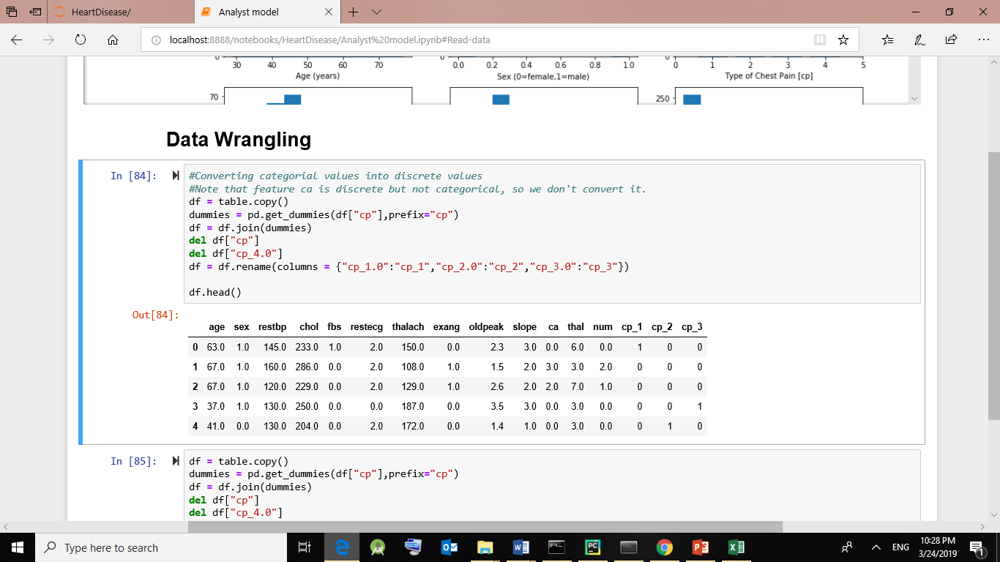 HeartDisease/
Analyst model
localhost:8888/notebooks/HeartDisease/Analyst%20model.ipynb#Read-data
0 30 40 50 60 70
0 0.0 0.2 0.4 0.6 0.8 1.0
0 0 1 2 3 4 5
Age (years)
Sex (0=female,1=male)
Type of Chest Pain [cp]
70
250
Data Wrangling
In [84]:
#Converting categorial values into discrete values
#Note that feature ca is discrete but not categorical, so we don't convert it.
df = table.copy()
dummies = pd.get_dummies(df["cp"],prefix="cp")
df = df.join(dummies)
del df["cp"]
del df["cp_4.0"]
df = df.rename(columns = {"cp_1.0":"cp_1","cp_2.0":"cp_2","cp_3.0":"cp_3"})
df.head()
Out[84]:
age sex restbp chol fbs restecg thalach exang oldpeak slope ca thal num cp_1 cp_2 cp_3
0 63.0 1.0 145.0 233.0 1.0 2.0 150.0 0.0 2.3 3.0 0.0 6.0 0.0 1 0 0
1 67.0 1.0 160.0 286.0 0.0 2.0 108.0 1.0 1.5 2.0 3.0 3.0 2.0 0 0 0
2 67.0 1.0 120.0 229.0 0.0 2.0 129.0 1.0 2.6 2.0 2.0 7.0 1.0 0 0 0
3 37.0 1.0 130.0 250.0 0.0 0.0 187.0 0.0 3.5 3.0 0.0 3.0 0.0 0 0 1
4 41.0 0.0 130.0 204.0 0.0 2.0 172.0 0.0 1.4 1.0 0.0 3.0 0.0 0 1 0
In [85]:
df = table.copy()
dummies = pd.get_dummies(df["cp"],prefix="cp")
df = df.join(dummies)
del df["cp"]
del df["cp_4.0"]
Type here to search
ENG
10:28 PM
3/24/2019
1